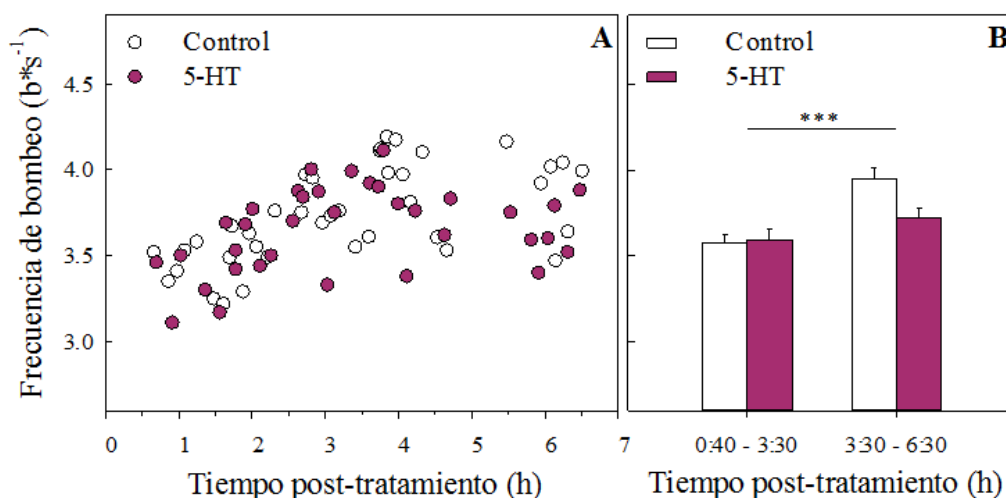 Control
5-HT
A
Control
5-HT
B
***
Frecuencia de bombeo (b*s⁻¹)
4.5
4.0
3.5
3.0
0 1 2 3 4 5 6 7
Tiempo post-tratamiento (h)
0:40 - 3:30 3:30 - 6:30
Tiempo post-tratamiento (h)